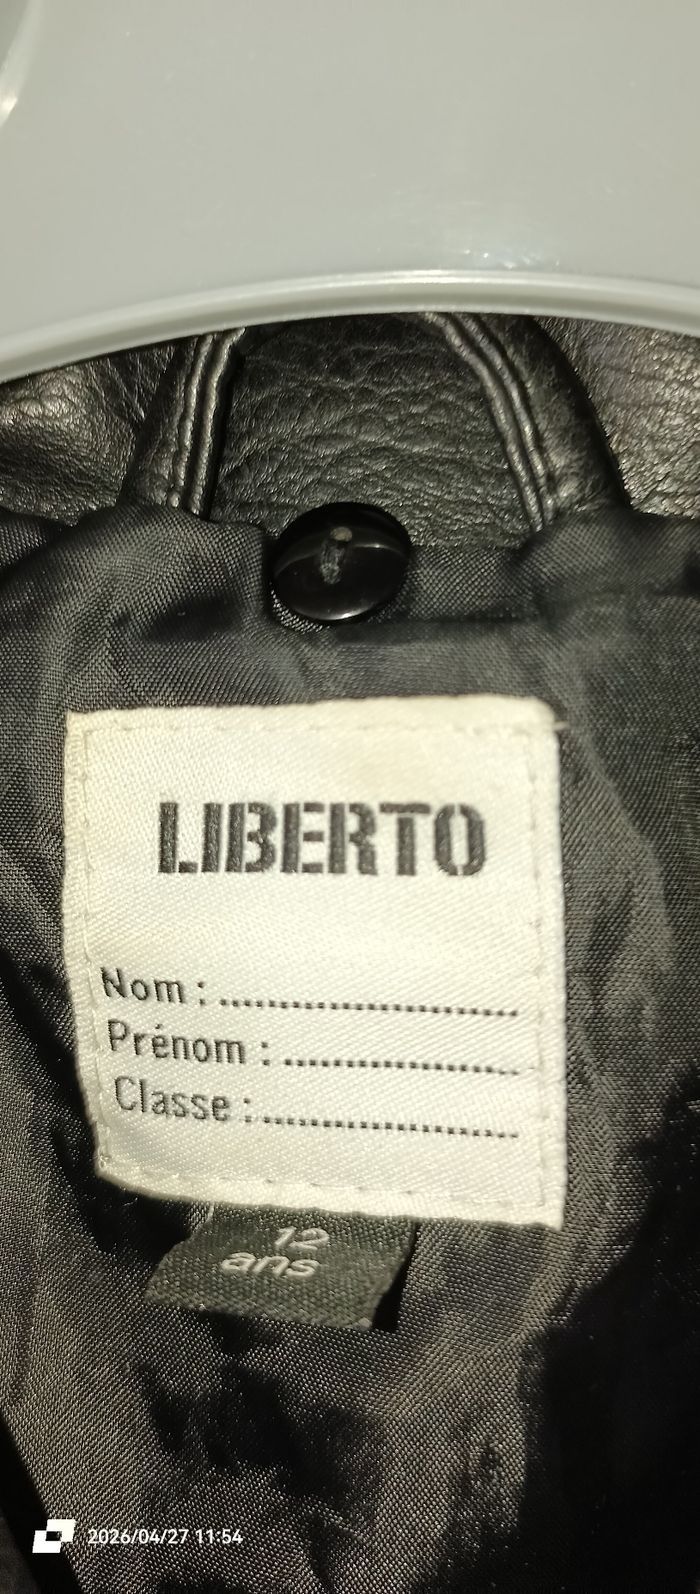 LIBERTO
Nom : ........................................
Prénom : ................................
Classe : ...................................
12
ans
2026/04/27 11:54